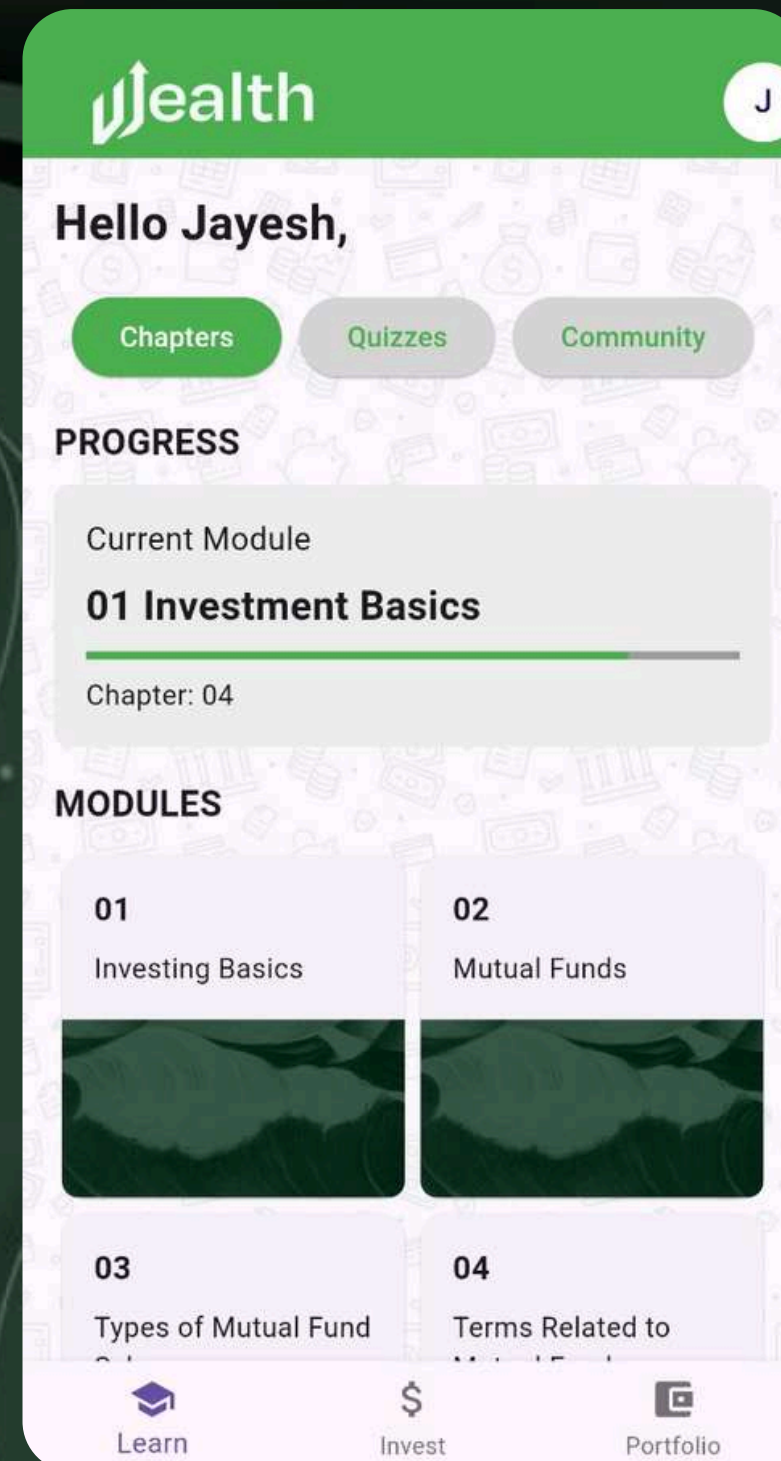 Wealth
J
Hello Jayesh,
Chapters Quizzes Community
PROGRESS
Current Module
01 Investment Basics
Chapter: 04
MODULES
01 02
Investing Basics Mutual Funds
03 04
Types of Mutual Fund Terms Related to
Learn Invest Portfolio